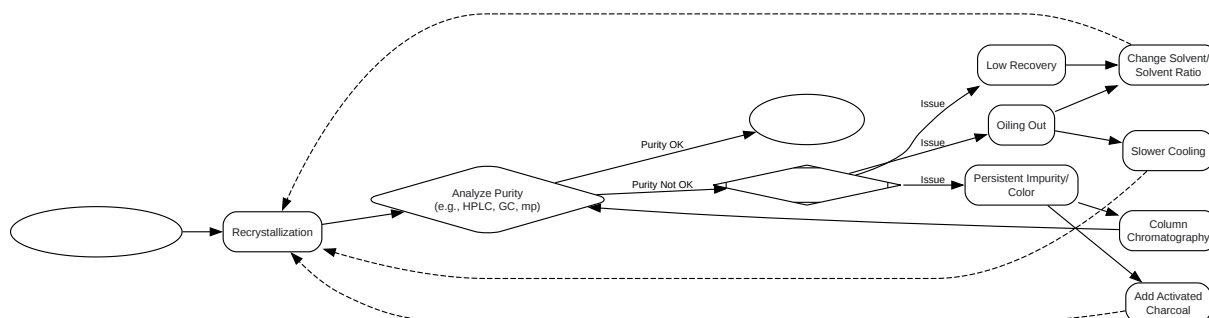 Recrystallization
Analyze Purity
(e.g., HPLC, GC, mp)
Purity OK
Purity Not OK
Issue
Issue
Issue
Low Recovery
Oiling Out
Persistent Impurity/
Color
Change Solvent/
Solvent Ratio
Slower Cooling
Column
Chromatography
Add Activated
Charcoal